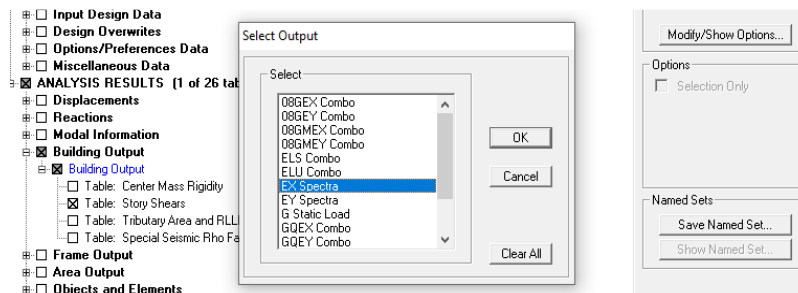 Input Design Data
Design Overwrites
Options/Preferences Data
Miscellaneous Data
ANALYSIS RESULTS (1 of 26 tab
Displacements
Reactions
Modal Information
Building Output
Building Output
Table: Center Mass Rigidity
Table: Story Shears
Table: Tributary Area and RLL
Table: Special Seismic Rho Fa
Frame Output
Area Output
Objects and Elements
Select Output
Select
08GEX Combo
08GEY Combo
08GMEX Combo
08GMEY Combo
ELS Combo
ELU Combo
EX Spectra
EY Spectra
G Static Load
GQEX Combo
GQEY Combo
OK
Cancel
Clear All
Modify/Show Options...
Options
Selection Only
Named Sets
Save Named Set...
Show Named Set...